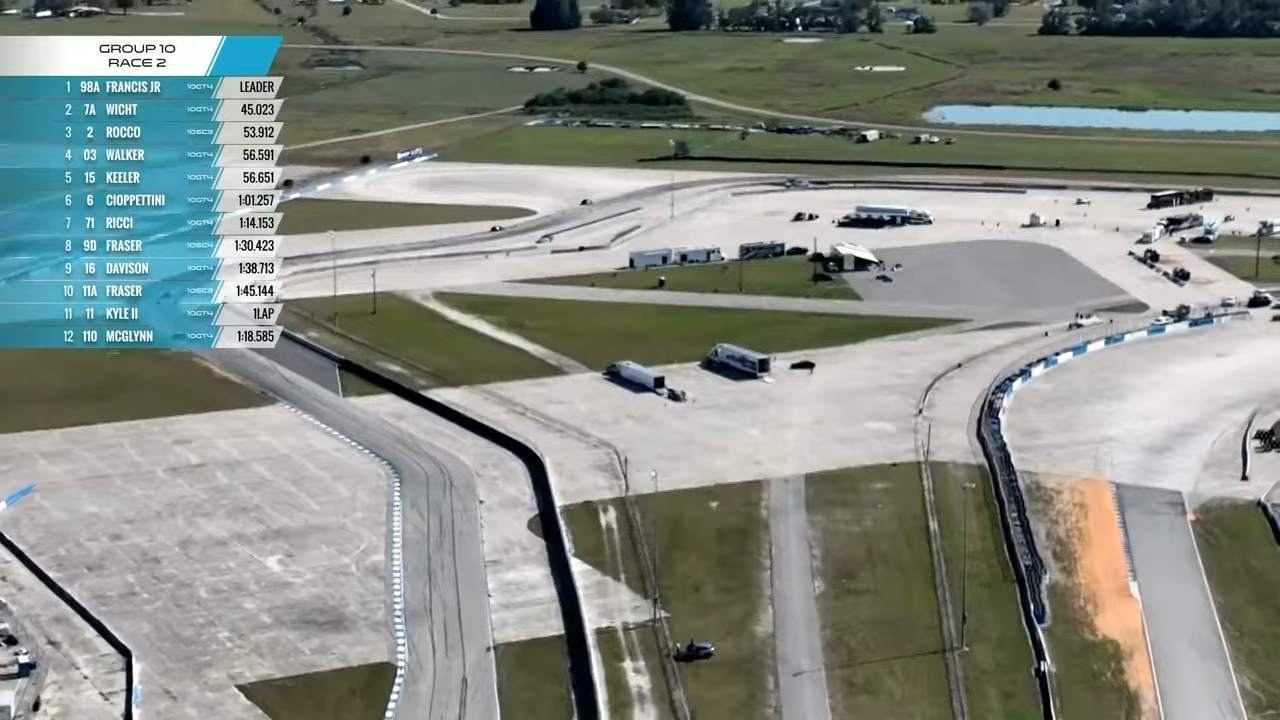 GROUP 10
RACE 2
1 98A FRANCIS JR 10GT4 LEADER
2 7A WICHT 10GT4 45.023
3 2 ROCCO 10SC3 53.912
4 03 WALKER 10GT4 56.591
5 15 KEELER 10GT4 56.651
6 6 CIOPPETTINI 10GT4 1:01.257
7 71 RICCI 10GT4 1:14.153
8 9D FRASER 10SC4 1:30.423
9 16 DAVISON 10GT4 1:38.713
10 11A FRASER 10SC3 1:45.144
11 11 KYLE II 10GT4 1LAP
12 110 MCGLYNN 10GT4 1:18.585